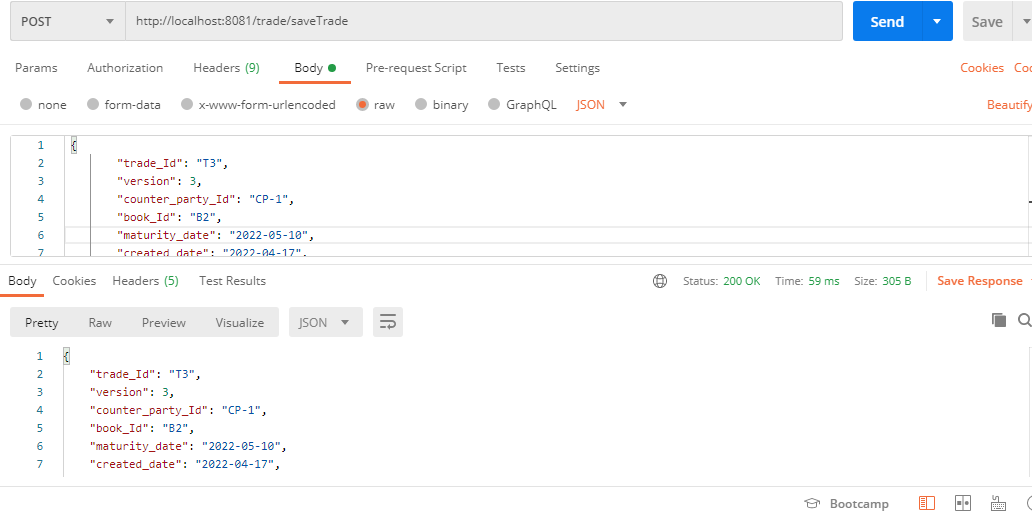 POST http://localhost:8081/trade/saveTrade Send Save
Params Authorization Headers (9) Body Pre-request Script Tests Settings Cookies
none form-data x-www-form-urlencoded raw binary GraphQL JSON Beautify
1 {
2 "trade_Id": "T3",
3 "version": 3,
4 "counter_party_Id": "CP-1",
5 "book_Id": "B2",
6 "maturity_date": "2022-05-10",
7 "created_date": "2022-04-17",
Body Cookies Headers (5) Test Results Status: 200 OK Time: 59 ms Size: 305 B Save Response
Pretty Raw Preview Visualize JSON
1 {
2 "trade_Id": "T3",
3 "version": 3,
4 "counter_party_Id": "CP-1",
5 "book_Id": "B2",
6 "maturity_date": "2022-05-10",
7 "created_date": "2022-04-17",
Bootcamp